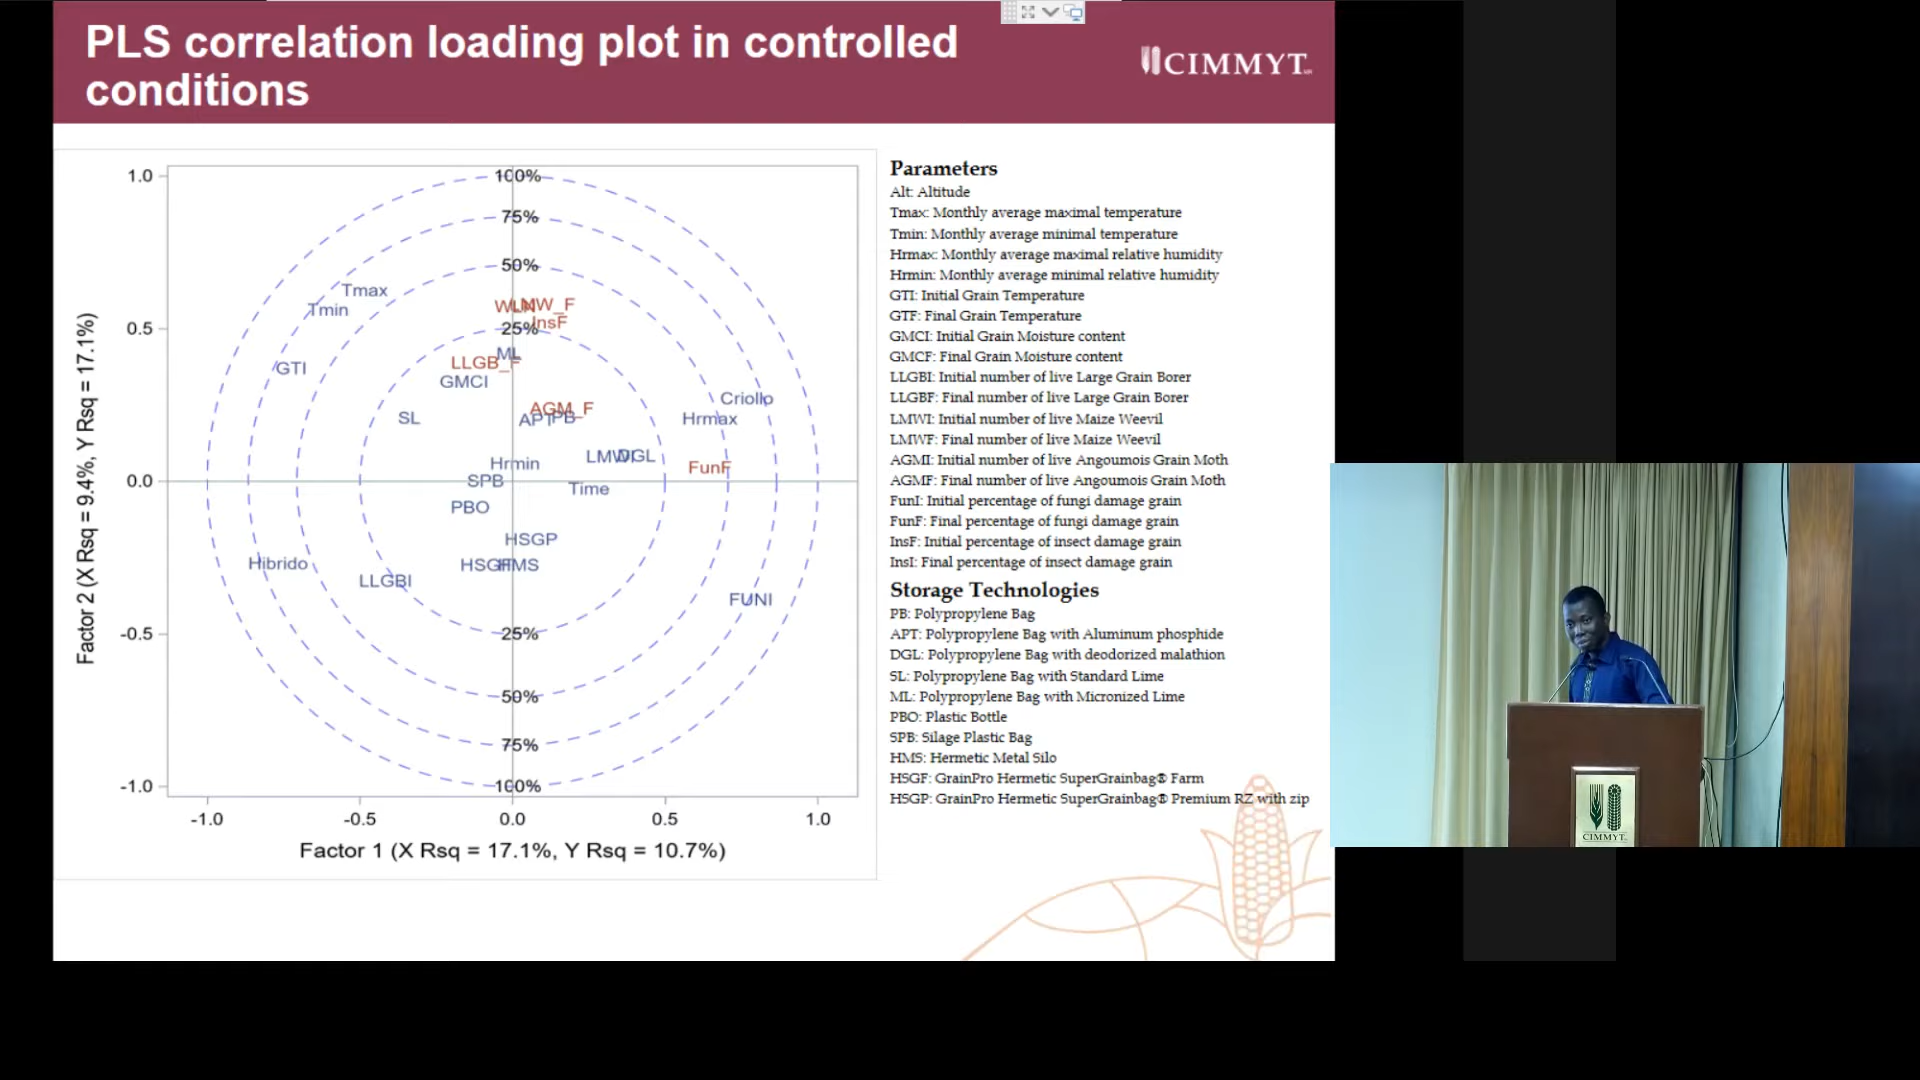 PLS correlation loading plot in controlled
conditions
CIMMYT
Factor 2 (X Rsq = 9.4%, Y Rsq = 17.1%)
1.0
0.5
0.0
-0.5
-1.0
100%
75%
50%
25%
25%
50%
75%
100%
Tmax
Tmin
LMW_F
InsF
ML
LLGB_F
GTI
GMCI
Criollo
AGM_F
SL
APT
PB
Hrmax
LMWI
DGL
Hrmin
FunF
SPB
Time
PBO
HSGP
Hibrido
HSGF
HMS
LLGBI
FUNI
-1.0
-0.5
0.0
0.5
1.0
Factor 1 (X Rsq = 17.1%, Y Rsq = 10.7%)
Parameters
Alt: Altitude
Tmax: Monthly average maximal temperature
Tmin: Monthly average minimal temperature
Hrmax: Monthly average maximal relative humidity
Hrmin: Monthly average minimal relative humidity
GTI: Initial Grain Temperature
GTF: Final Grain Temperature
GMCI: Initial Grain Moisture content
GMCF: Final Grain Moisture content
LLGBI: Initial number of live Large Grain Borer
LLGBF: Final number of live Large Grain Borer
LMWI: Initial number of live Maize Weevil
LMWF: Final number of live Maize Weevil
AGMI: Initial number of live Angoumois Grain Moth
AGMF: Final number of live Angoumois Grain Moth
FunI: Initial percentage of fungi damage grain
FunF: Final percentage of fungi damage grain
InsF: Initial percentage of insect damage grain
InsI: Final percentage of insect damage grain
Storage Technologies
PB: Polypropylene Bag
APT: Polypropylene Bag with Aluminum phosphide
DGL: Polypropylene Bag with deodorized malathion
SL: Polypropylene Bag with Standard Lime
ML: Polypropylene Bag with Micronized Lime
PBO: Plastic Bottle
SPB: Silage Plastic Bag
HMS: Hermetic Metal Silo
HSGF: GrainPro Hermetic SuperGrainbag® Farm
HSGP: GrainPro Hermetic SuperGrainbag® Premium RZ with zip
CIMMYT